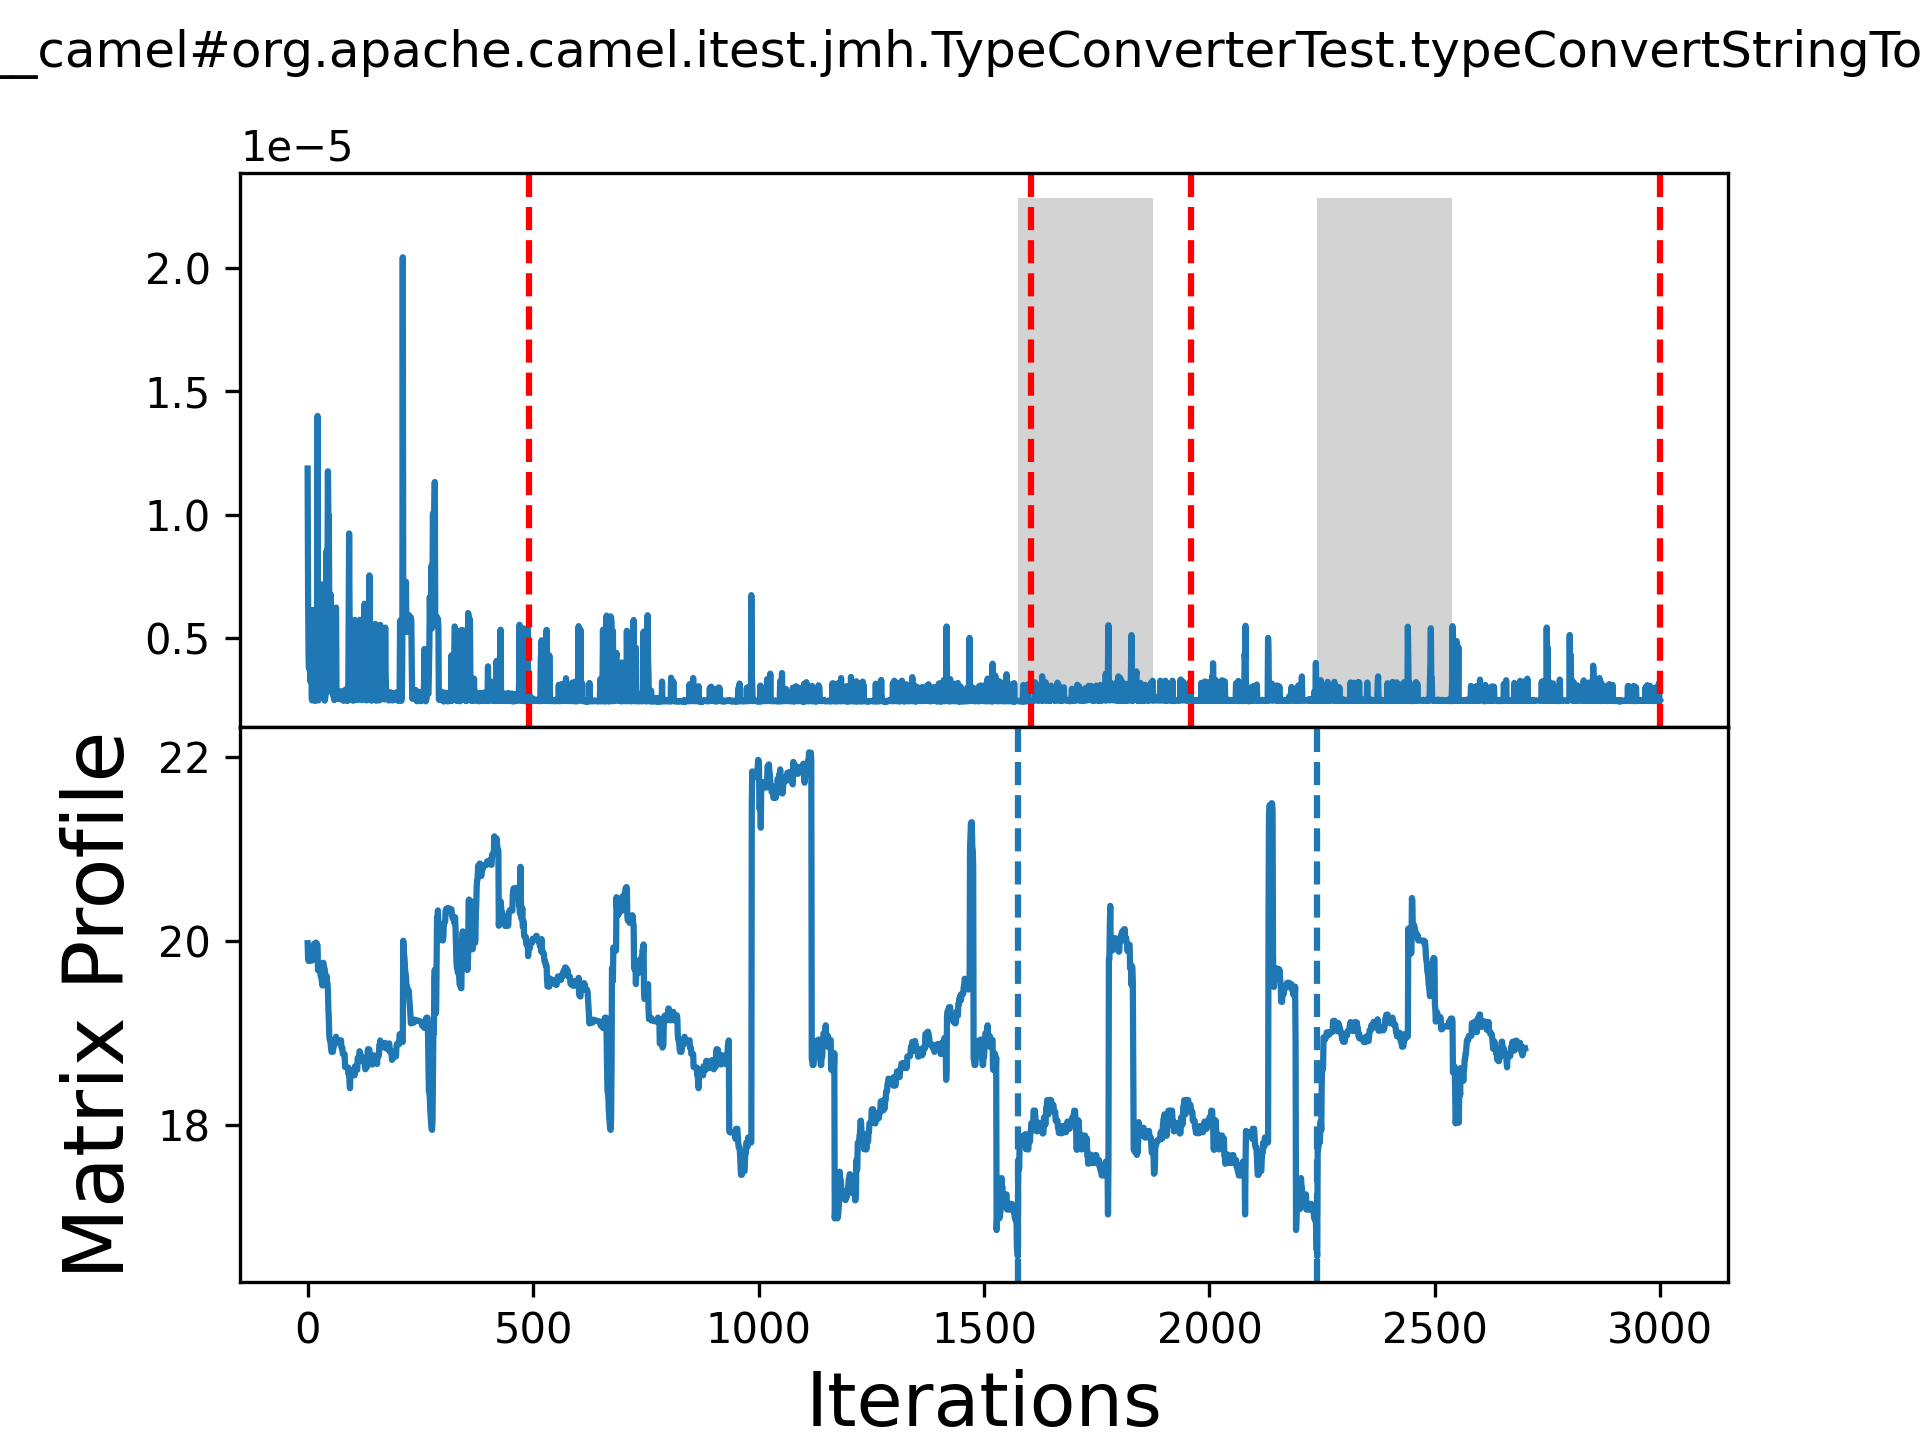 __camel#org.apache.camel.itest.jmh.TypeConverterTest.typeConvertStringTo
1e−5
2.0
1.5
1.0
0.5
Matrix Profile
22
20
18
0 500 1000 1500 2000 2500 3000
Iterations